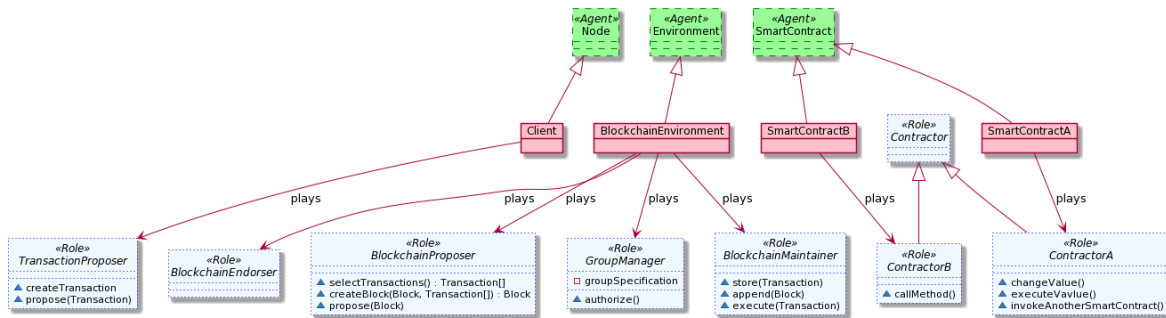 «Agent»
Node
«Agent»
Environment
«Agent»
SmartContract
Client
BlockchainEnvironment
SmartContractB
«Role»
Contractor
SmartContractA
plays
plays
plays
plays
plays
plays
plays
«Role»
TransactionProposer
createTransaction
propose(Transaction)
«Role»
BlockchainEndorser
«Role»
BlockchainProposer
selectTransactions() : Transaction[]
createBlock(Block, Transaction[]) : Block
propose(Block)
«Role»
GroupManager
groupSpecification
authorize()
«Role»
BlockchainMaintainer
store(Transaction)
append(Block)
execute(Transaction)
«Role»
ContractorB
callMethod()
«Role»
ContractorA
changeValue()
executeVavlue()
invokeAnotherSmartContract()